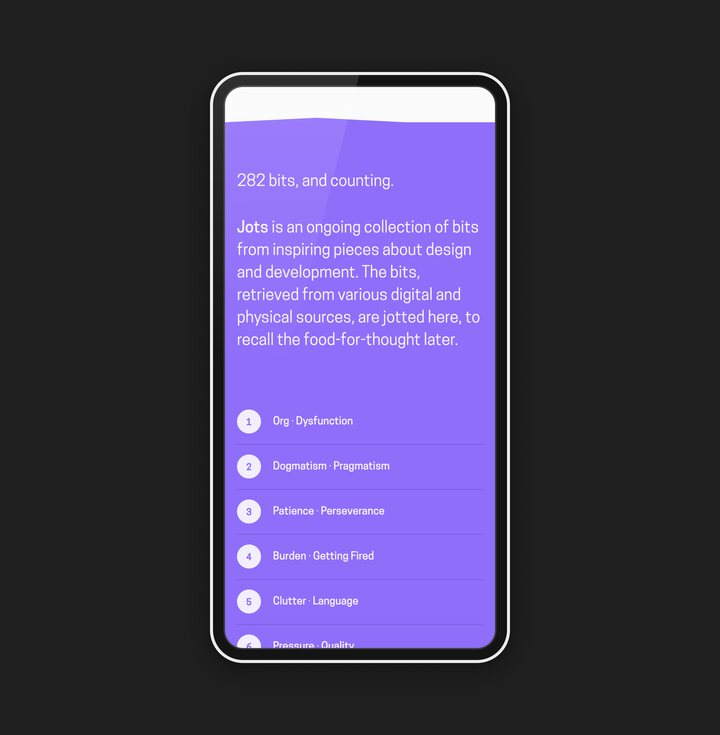 282 bits, and counting.
Jots is an ongoing collection of bits
from inspiring pieces about design
and development. The bits,
retrieved from various digital and
physical sources, are jotted here, to
recall the food-for-thought later.
1 Org · Dysfunction
2 Dogmatism · Pragmatism
3 Patience · Perseverance
4 Burden · Getting Fired
5 Clutter · Language
6 Pressure · Quality